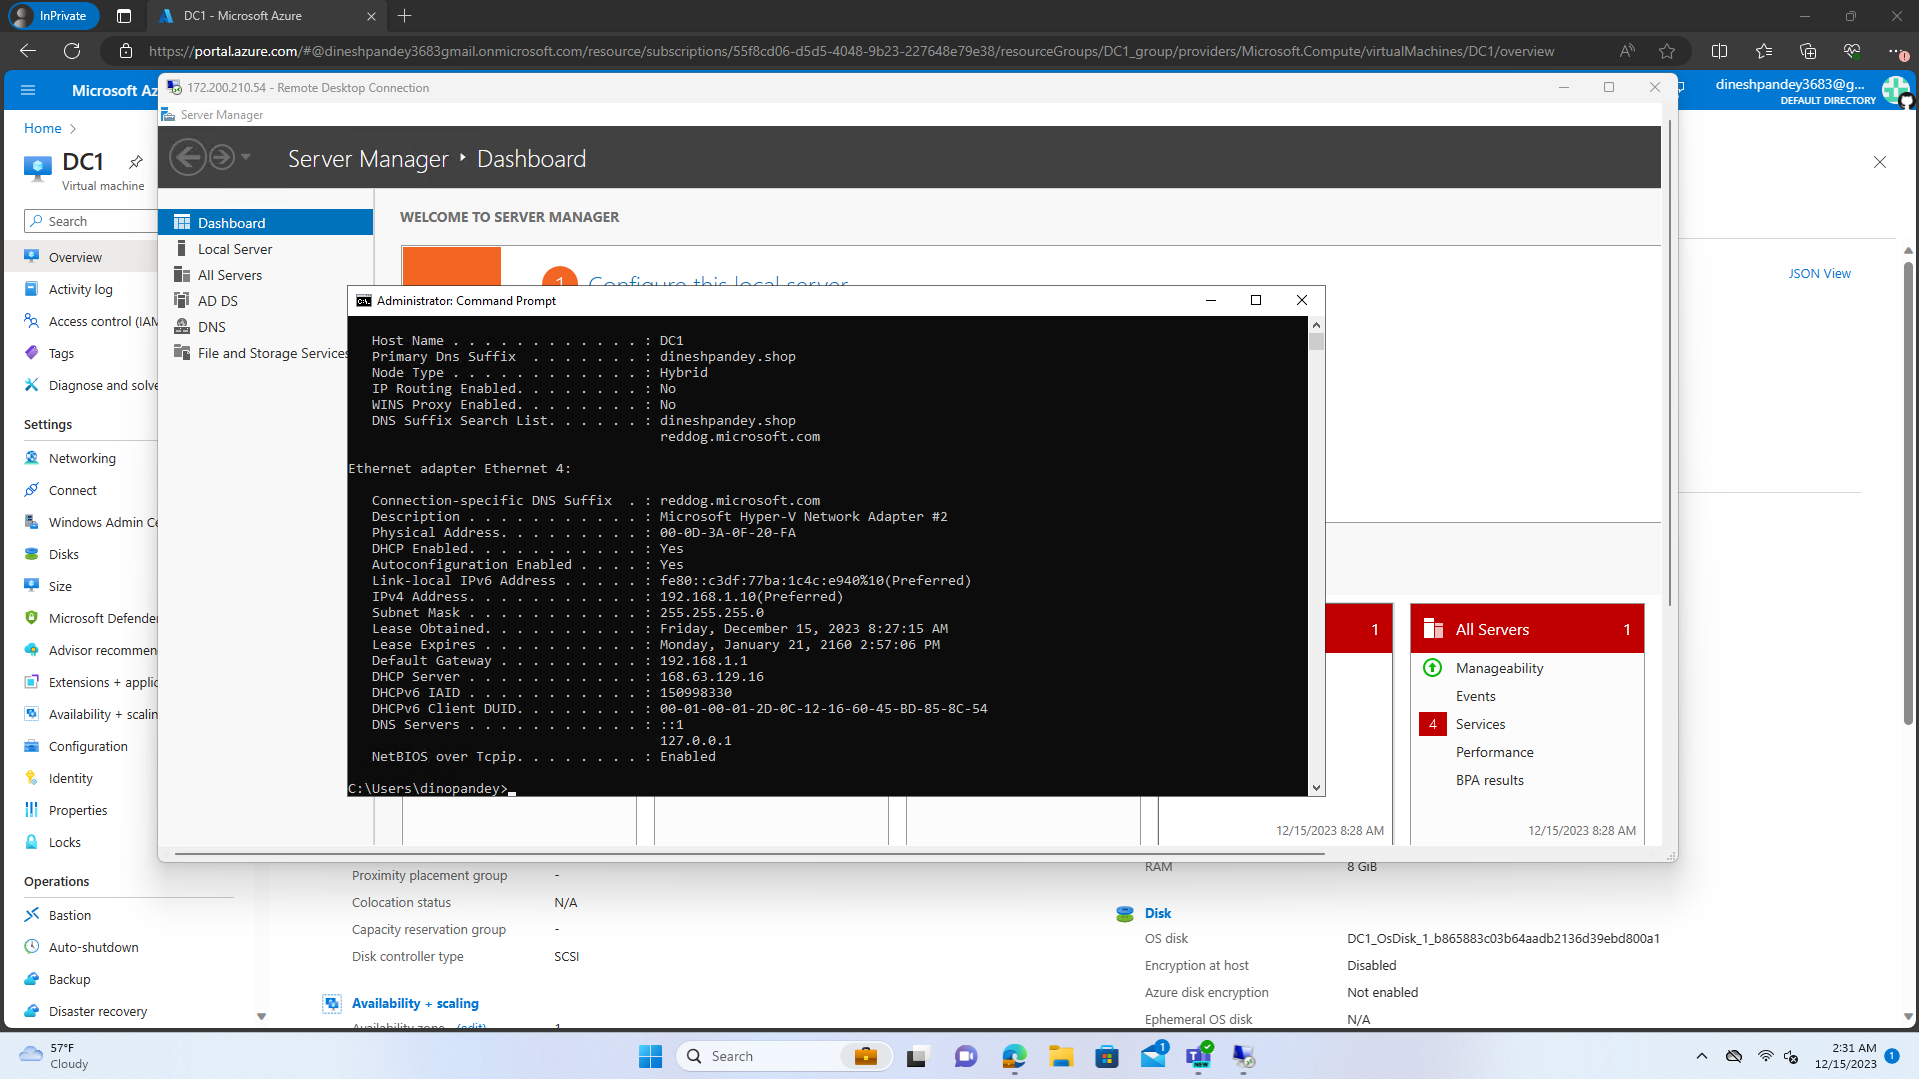 InPrivate
DC1 - Microsoft Azure
https://portal.azure.com/#@dineshpandey3683gmail.onmicrosoft.com/resource/subscriptions/55f8cd06-d5d5-4048-9b23-227648e79e38/resourceGroups/DC1_group/providers/Microsoft.Compute/virtualMachines/DC1/overview
Microsoft Az
172.200.210.54 - Remote Desktop Connection
dineshpandey3683@g...
DEFAULT DIRECTORY
Home
Server Manager
DC1
Virtual machine
Server Manager
Dashboard
Search
Dashboard
WELCOME TO SERVER MANAGER
Local Server
All Servers
AD DS
DNS
File and Storage Services
1
Configure this local server
JSON View
Overview
Activity log
Access control (IAM
Tags
Diagnose and solve
Settings
Networking
Connect
Windows Admin Ce
Disks
Size
Microsoft Defender
Advisor recommen
Extensions + applic
Availability + scalin
Configuration
Identity
Properties
Locks
Operations
Bastion
Auto-shutdown
Backup
Disaster recovery
Administrator: Command Prompt
Host Name . . . . . . . . . . . . : DC1
Primary Dns Suffix . . . . . . . : dineshpandey.shop
Node Type . . . . . . . . . . . . : Hybrid
IP Routing Enabled. . . . . . . . : No
WINS Proxy Enabled. . . . . . . . : No
DNS Suffix Search List. . . . . . : dineshpandey.shop
reddog.microsoft.com
Ethernet adapter Ethernet 4:
Connection-specific DNS Suffix . : reddog.microsoft.com
Description . . . . . . . . . . . : Microsoft Hyper-V Network Adapter #2
Physical Address. . . . . . . . . : 00-0D-3A-0F-20-FA
DHCP Enabled. . . . . . . . . . . : Yes
Autoconfiguration Enabled . . . . : Yes
Link-local IPv6 Address . . . . . : fe80::c3df:77ba:1c4c:e940%10(Preferred)
IPv4 Address. . . . . . . . . . . : 192.168.1.10(Preferred)
Subnet Mask . . . . . . . . . . . : 255.255.255.0
Lease Obtained. . . . . . . . . . : Friday, December 15, 2023 8:27:15 AM
Lease Expires . . . . . . . . . . : Monday, January 21, 2160 2:57:06 PM
Default Gateway . . . . . . . . . : 192.168.1.1
DHCP Server . . . . . . . . . . . : 168.63.129.16
DHCPv6 IAID . . . . . . . . . . . : 150998330
DHCPv6 Client DUID. . . . . . . . : 00-01-00-01-2D-0C-12-16-60-45-BD-85-8C-54
DNS Servers . . . . . . . . . . . : ::1
127.0.0.1
NetBIOS over Tcpip. . . . . . . . : Enabled
C:\Users\dinopandey>
1
All Servers 1
Manageability
Events
4 Services
Performance
BPA results
12/15/2023 8:28 AM
12/15/2023 8:28 AM
Proximity placement group -
Colocation status N/A
Capacity reservation group -
Disk controller type SCSI
Availability + scaling
Availability zone (edit) 1
RAM 8 GiB
Disk
OS disk DC1_OsDisk_1_b865883c03b64aadb2136d39ebd800a1
Encryption at host Disabled
Azure disk encryption Not enabled
Ephemeral OS disk N/A
57°F
Cloudy
Search
1
NEW
2:31 AM
12/15/2023
1